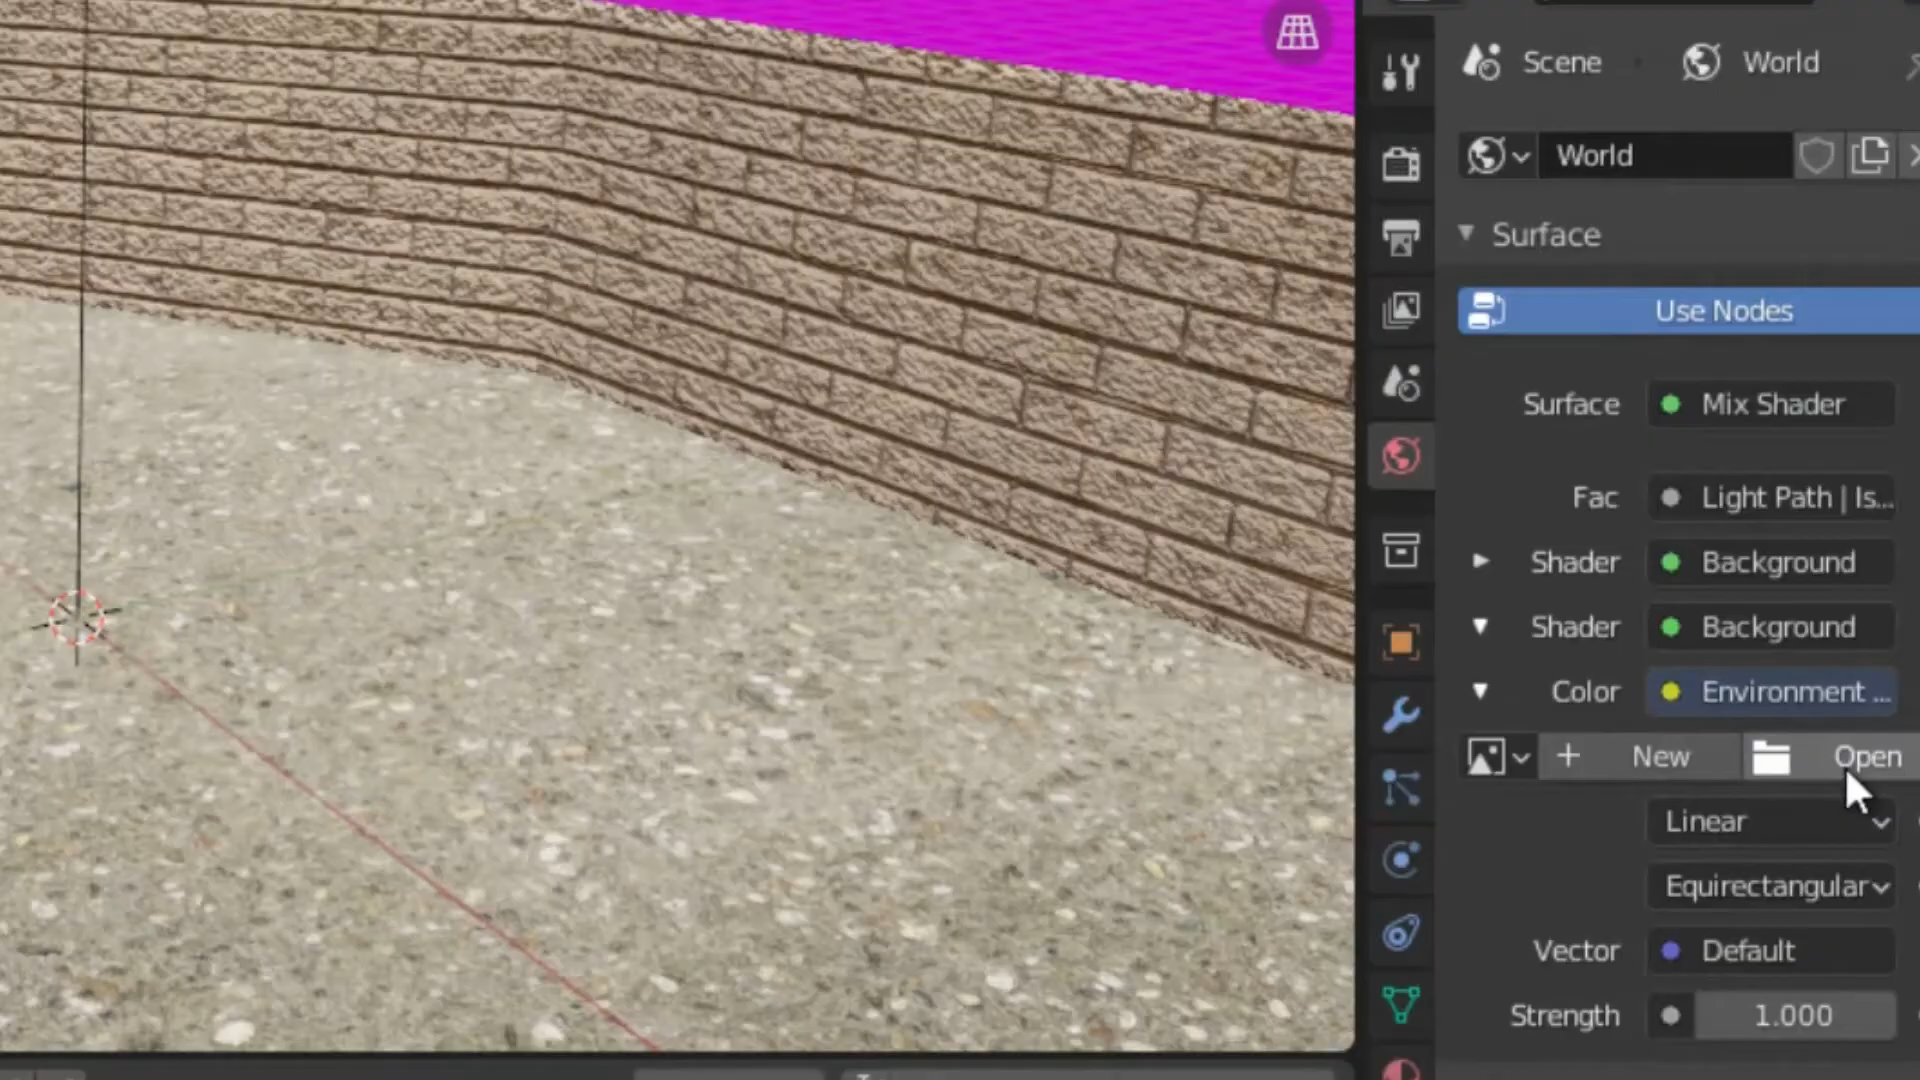 Scene World
World
Surface
Use Nodes
Surface Mix Shader
Fac Light Path | Is...
Shader Background
Shader Background
Color Environment ...
+ New Open
Linear
Equirectangular
Vector Default
Strength 1.000